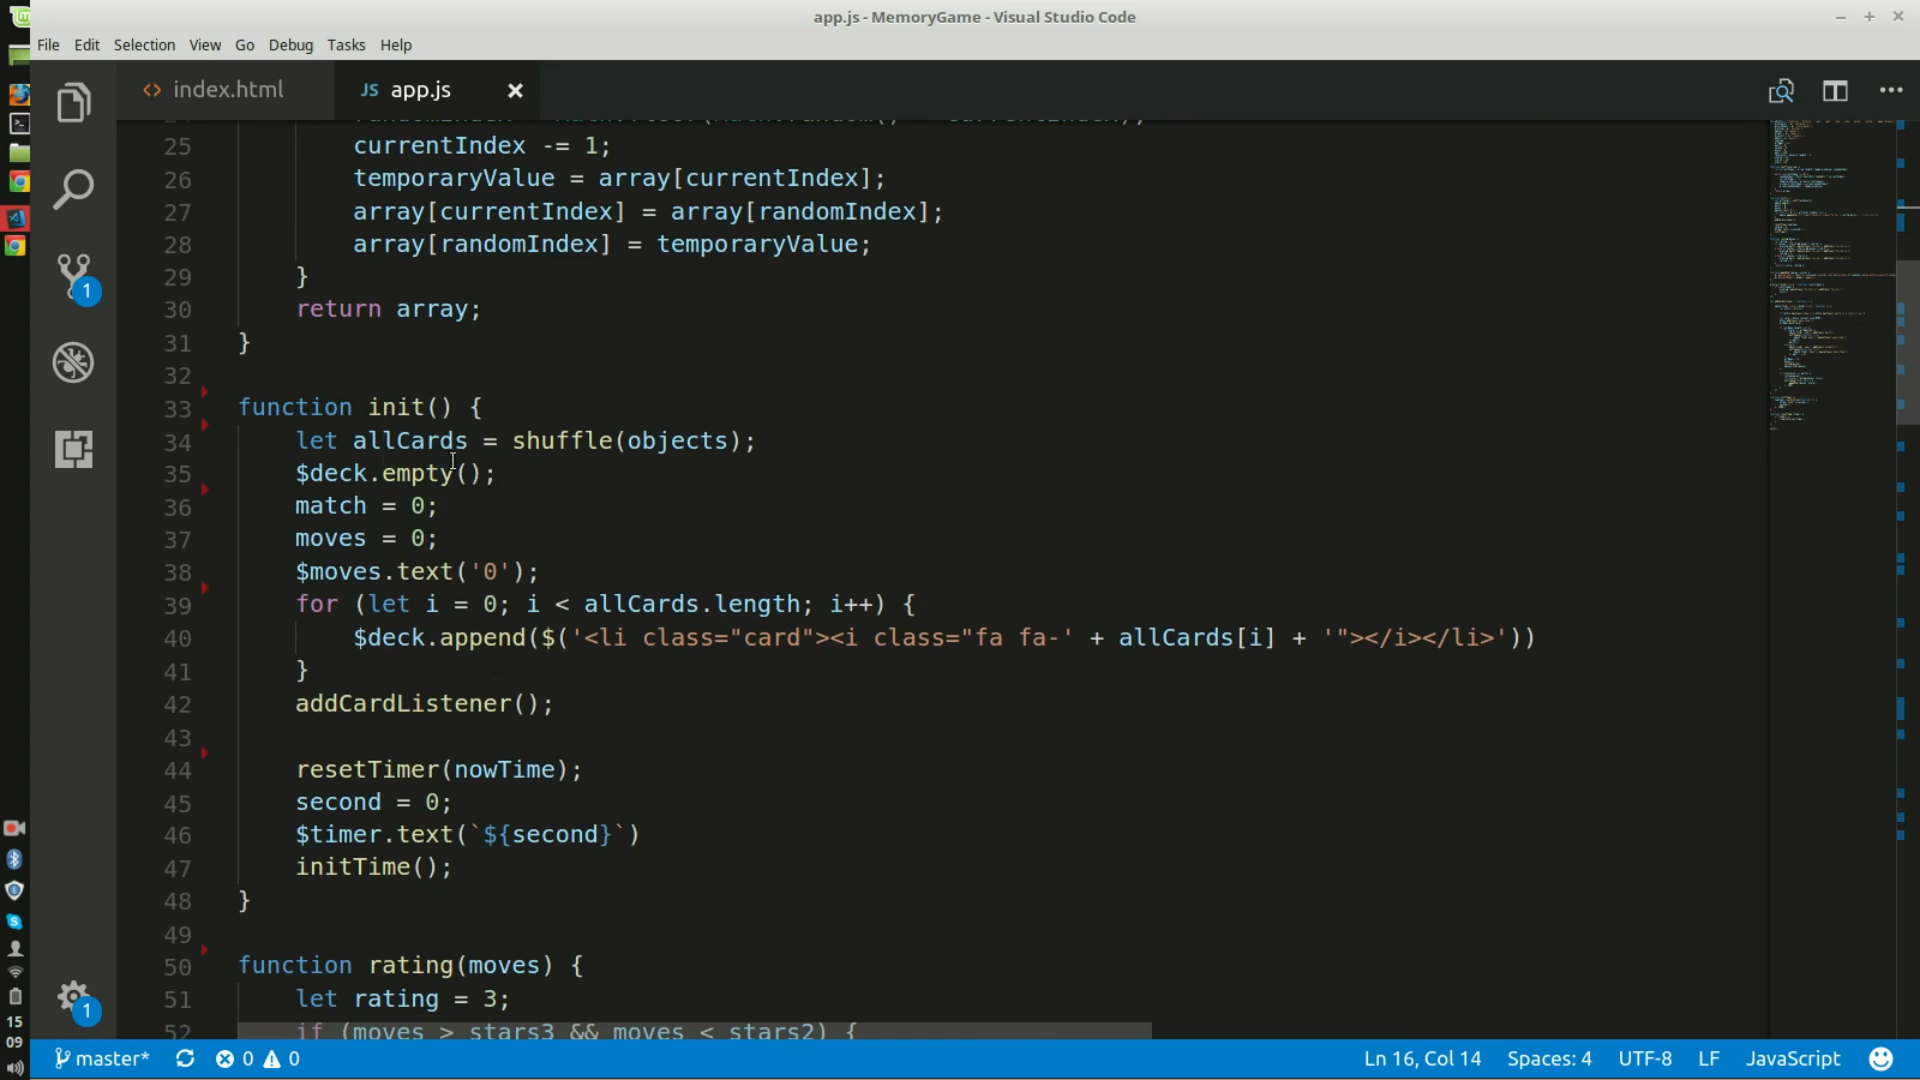 app.js - MemoryGame - Visual Studio Code
File Edit Selection View Go Debug Tasks Help
<> index.html JS app.js
25 currentIndex -= 1;
26 temporaryValue = array[currentIndex];
27 array[currentIndex] = array[randomIndex];
28 array[randomIndex] = temporaryValue;
29 }
30 return array;
31 }
32
33 function init() {
34 let allCards = shuffle(objects);
35 $deck.empty();
36 match = 0;
37 moves = 0;
38 $moves.text('0');
39 for (let i = 0; i < allCards.length; i++) {
40 $deck.append($('<li class="card"><i class="fa fa-' + allCards[i] + '"></i></li>'))
41 }
42 addCardListener();
43
44 resetTimer(nowTime);
45 second = 0;
46 $timer.text(`${second}`)
47 initTime();
48 }
49
50 function rating(moves) {
51 let rating = 3;
52 if (moves > stars3 && moves < stars2) {
1
1
15
09
master* 0 0 Ln 16, Col 14 Spaces: 4 UTF-8 LF JavaScript